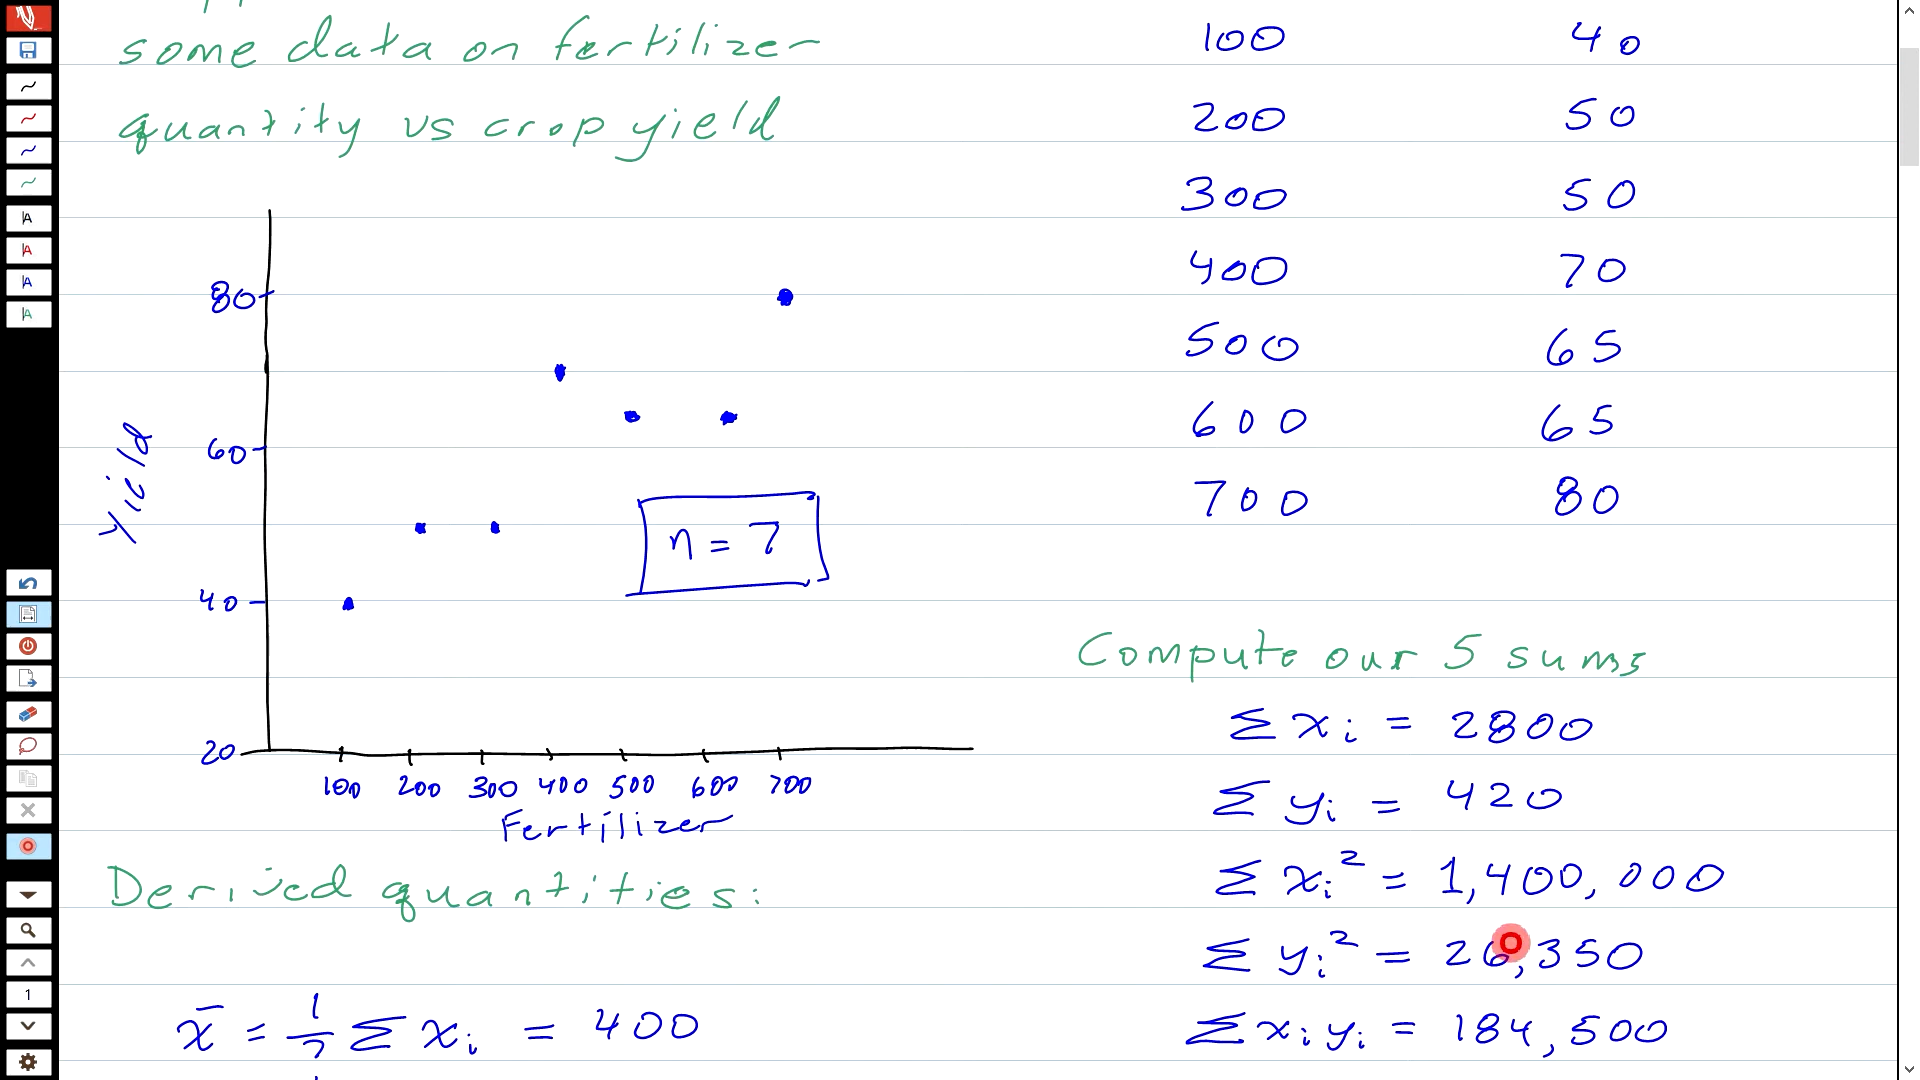 some data on fertilizer
quantity vs crop yield
100 40
200 50
300 50
400 70
500 65
600 65
700 80
80
60
40
20
Yield
n = 7
100 200 300 400 500 600 700
Fertilizer
Compute our 5 sums
Σ xᵢ = 2800
Σ yᵢ = 420
Σ xᵢ² = 1,400,000
Σ yᵢ² = 26,350
Σ xᵢ yᵢ = 184,500
Derived quantities:
x̄ = 1/7 Σ xᵢ = 400
A
A
A
A
1